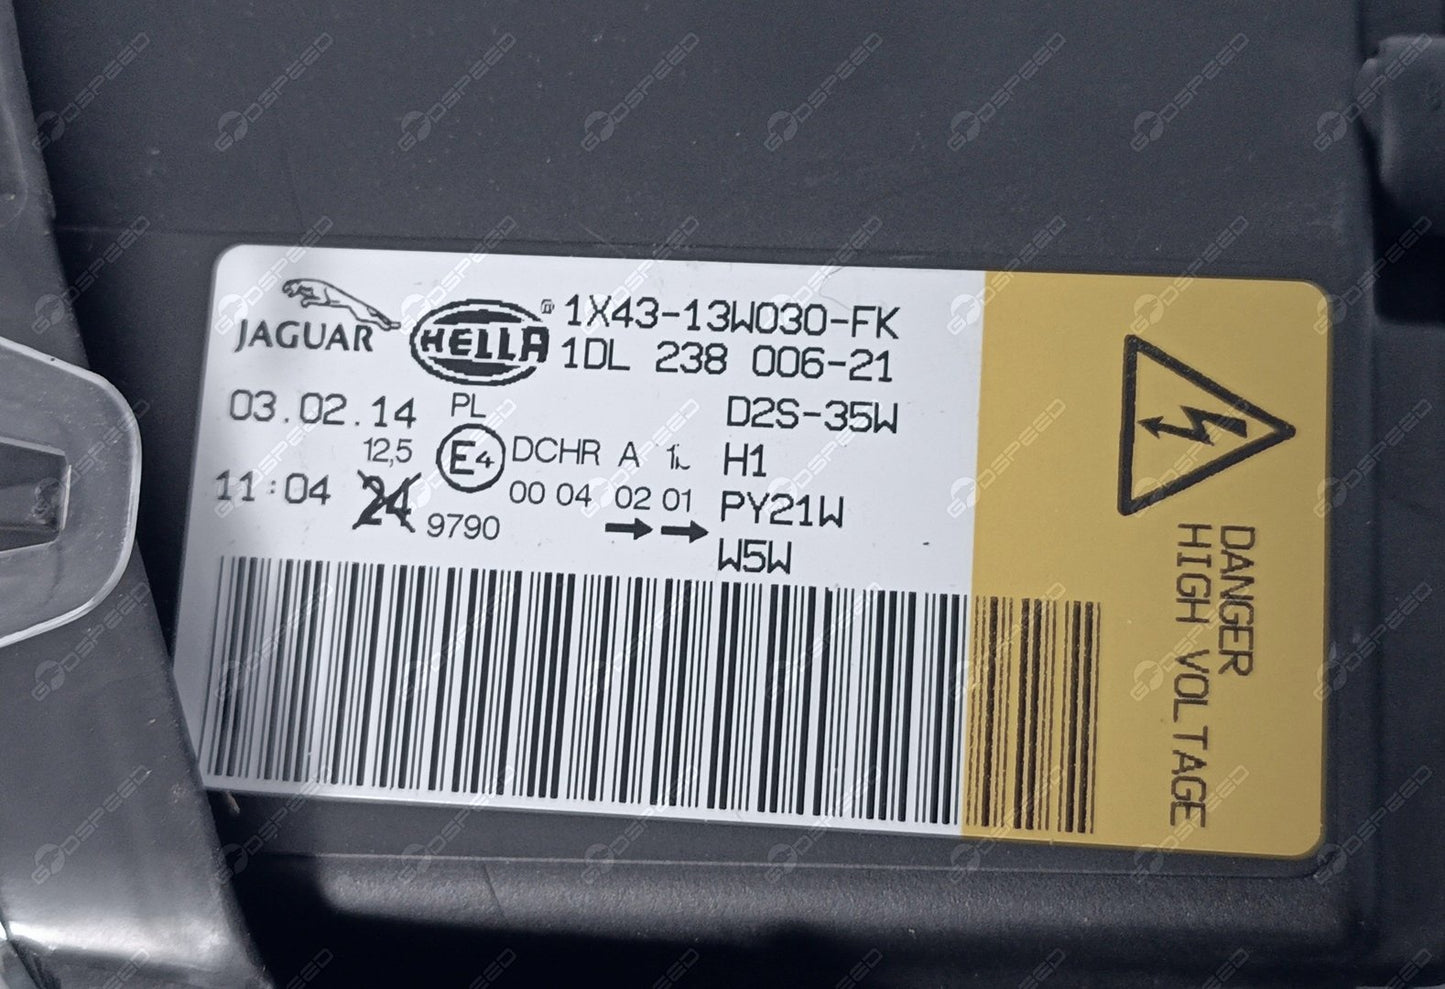 JAGUAR
HELLA ®
1X43-13W030-FK
1DL 238 006-21
03.02.14
PL
D2S-35W
12,5
E4
DCHR A
H1
11:04
24
9790
00 04 02 01
PY21W
W5W
DANGER
HIGH VOLTAGE
GODSPEED